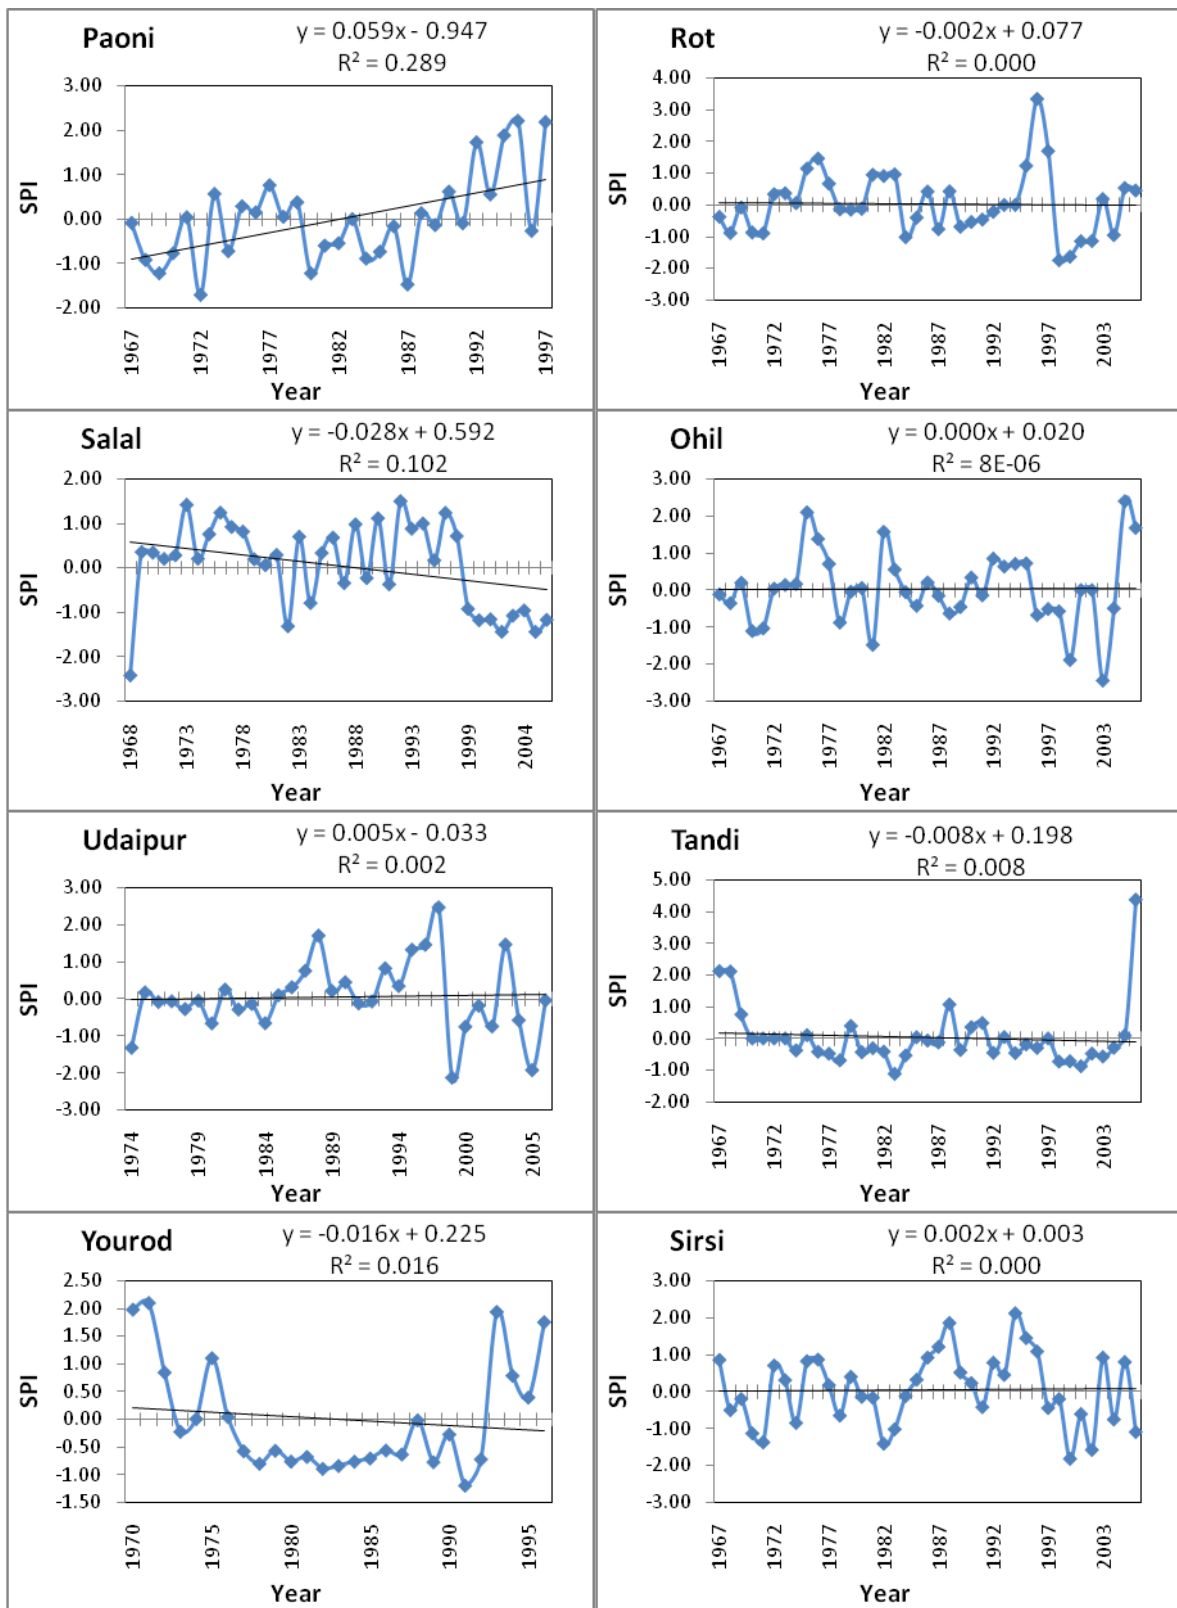 Paoni
y = 0.059x - 0.947
R² = 0.289
3.00
2.00
1.00
0.00
-1.00
-2.00
SPI
1967
1972
1977
1982
1987
1992
1997
Year
Rot
y = -0.002x + 0.077
R² = 0.000
4.00
3.00
2.00
1.00
0.00
-1.00
-2.00
-3.00
SPI
1967
1972
1977
1982
1987
1992
1997
2003
Year
Salal
y = -0.028x + 0.592
R² = 0.102
2.00
1.00
0.00
-1.00
-2.00
-3.00
SPI
1968
1973
1978
1983
1988
1993
1999
2004
Year
Ohil
y = 0.000x + 0.020
R² = 8E-06
3.00
2.00
1.00
0.00
-1.00
-2.00
-3.00
SPI
1967
1972
1977
1982
1987
1992
1997
2003
Year
Udaipur
y = 0.005x - 0.033
R² = 0.002
3.00
2.00
1.00
0.00
-1.00
-2.00
-3.00
SPI
1974
1979
1984
1989
1994
2000
2005
Year
Tandi
y = -0.008x + 0.198
R² = 0.008
5.00
4.00
3.00
2.00
1.00
0.00
-1.00
-2.00
SPI
1967
1972
1977
1982
1987
1992
1997
2003
Year
Yourod
y = -0.016x + 0.225
R² = 0.016
2.50
2.00
1.50
1.00
0.50
0.00
-0.50
-1.00
-1.50
SPI
1970
1975
1980
1985
1990
1995
Year
Sirsi
y = 0.002x + 0.003
R² = 0.000
3.00
2.00
1.00
0.00
-1.00
-2.00
-3.00
SPI
1967
1972
1977
1982
1987
1992
1997
2003
Year